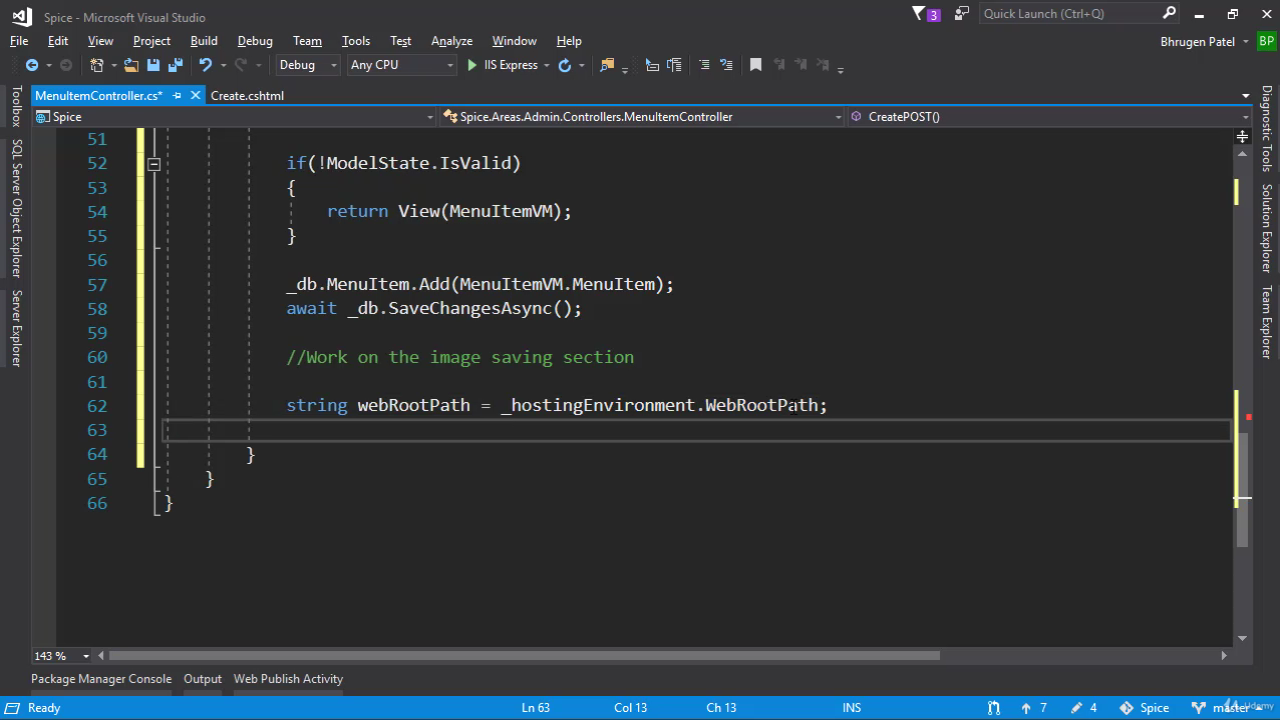 Spice - Microsoft Visual Studio
3
Quick Launch (Ctrl+Q)
File Edit View Project Build Debug Team Tools Test Analyze Window Help
Bhrugen Patel BP
Debug Any CPU IIS Express
MenuItemController.cs* Create.cshtml
Spice Spice.Areas.Admin.Controllers.MenuItemController CreatePOST()
Toolbox
SQL Server Object Explorer
Server Explorer
51
52 if(!ModelState.IsValid)
53 {
54 return View(MenuItemVM);
55 }
56
57 _db.MenuItem.Add(MenuItemVM.MenuItem);
58 await _db.SaveChangesAsync();
59
60 //Work on the image saving section
61
62 string webRootPath = _hostingEnvironment.WebRootPath;
63
64 }
65 }
66 }
Diagnostic Tools
Solution Explorer
Team Explorer
143 %
Package Manager Console Output Web Publish Activity
Ready Ln 63 Col 13 Ch 13 INS 7 4 Spice master
Udemy